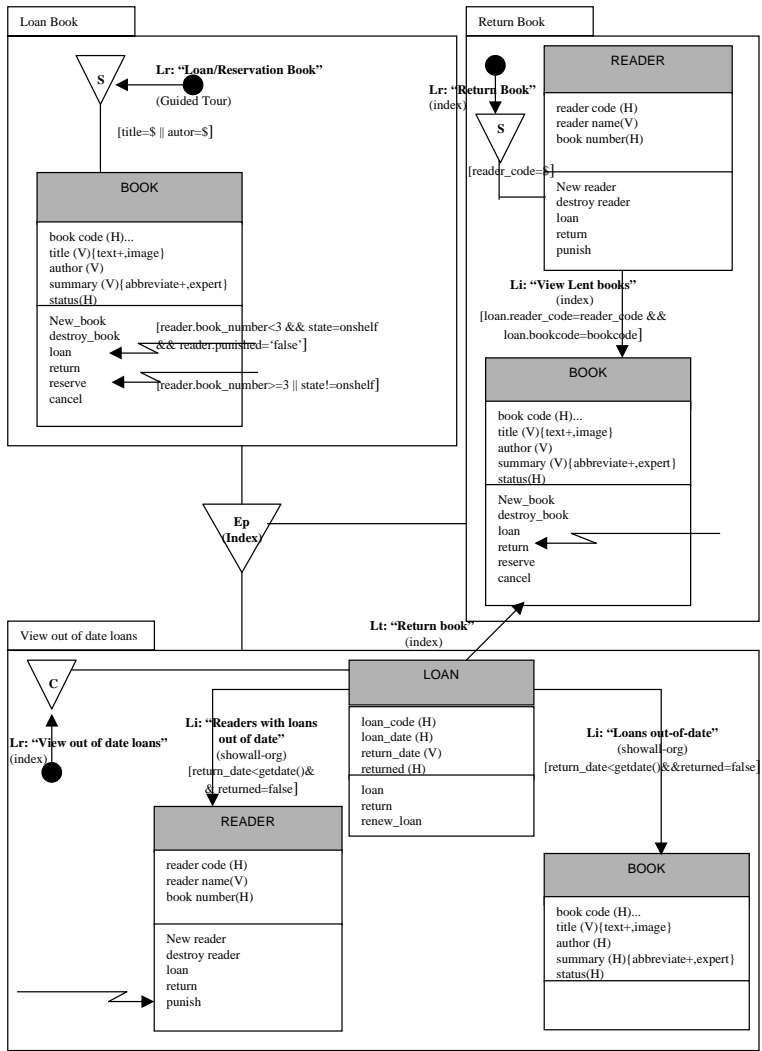 Loan Book
S
Lr: “Loan/Reservation Book”
(Guided Tour)
[title=$ || autor=$]
BOOK
book code (H)...
title (V){text+,image}
author (V)
summary (V){abbreviate+,expert}
status(H)
New_book
destroy_book
loan
return
reserve
cancel
[reader.book_number<3 && state=onshelf
&& reader.punished=‘false’]
[reader.book_number>=3 || state!=onshelf]
Return Book
Lr: “Return Book”
(index)
S
[reader_code=$]
READER
reader code (H)
reader name(V)
book number(H)
New reader
destroy reader
loan
return
punish
Li: “View Lent books”
(index)
[loan.reader_code=reader_code &&
loan.bookcode=bookcode]
BOOK
book code (H)...
title (V){text+,image}
author (V)
summary (V){abbreviate+,expert}
status(H)
New_book
destroy_book
loan
return
reserve
cancel
Ep
(Index)
View out of date loans
C
Lr: “View out of date loans”
(index)
Lt: “Return book”
(index)
LOAN
loan_code (H)
loan_date (H)
return_date (V)
returned (H)
loan
return
renew_loan
Li: “Readers with loans
out of date”
(showall-org)
[return_date<getdate()&
& returned=false]
READER
reader code (H)
reader name(V)
book number(H)
New reader
destroy reader
loan
return
punish
Li: “Loans out-of-date”
(showall-org)
[return_date<getdate()&&returned=false]
BOOK
book code (H)...
title (V){text+,image}
author (H)
summary (H){abbreviate+,expert}
status(H)